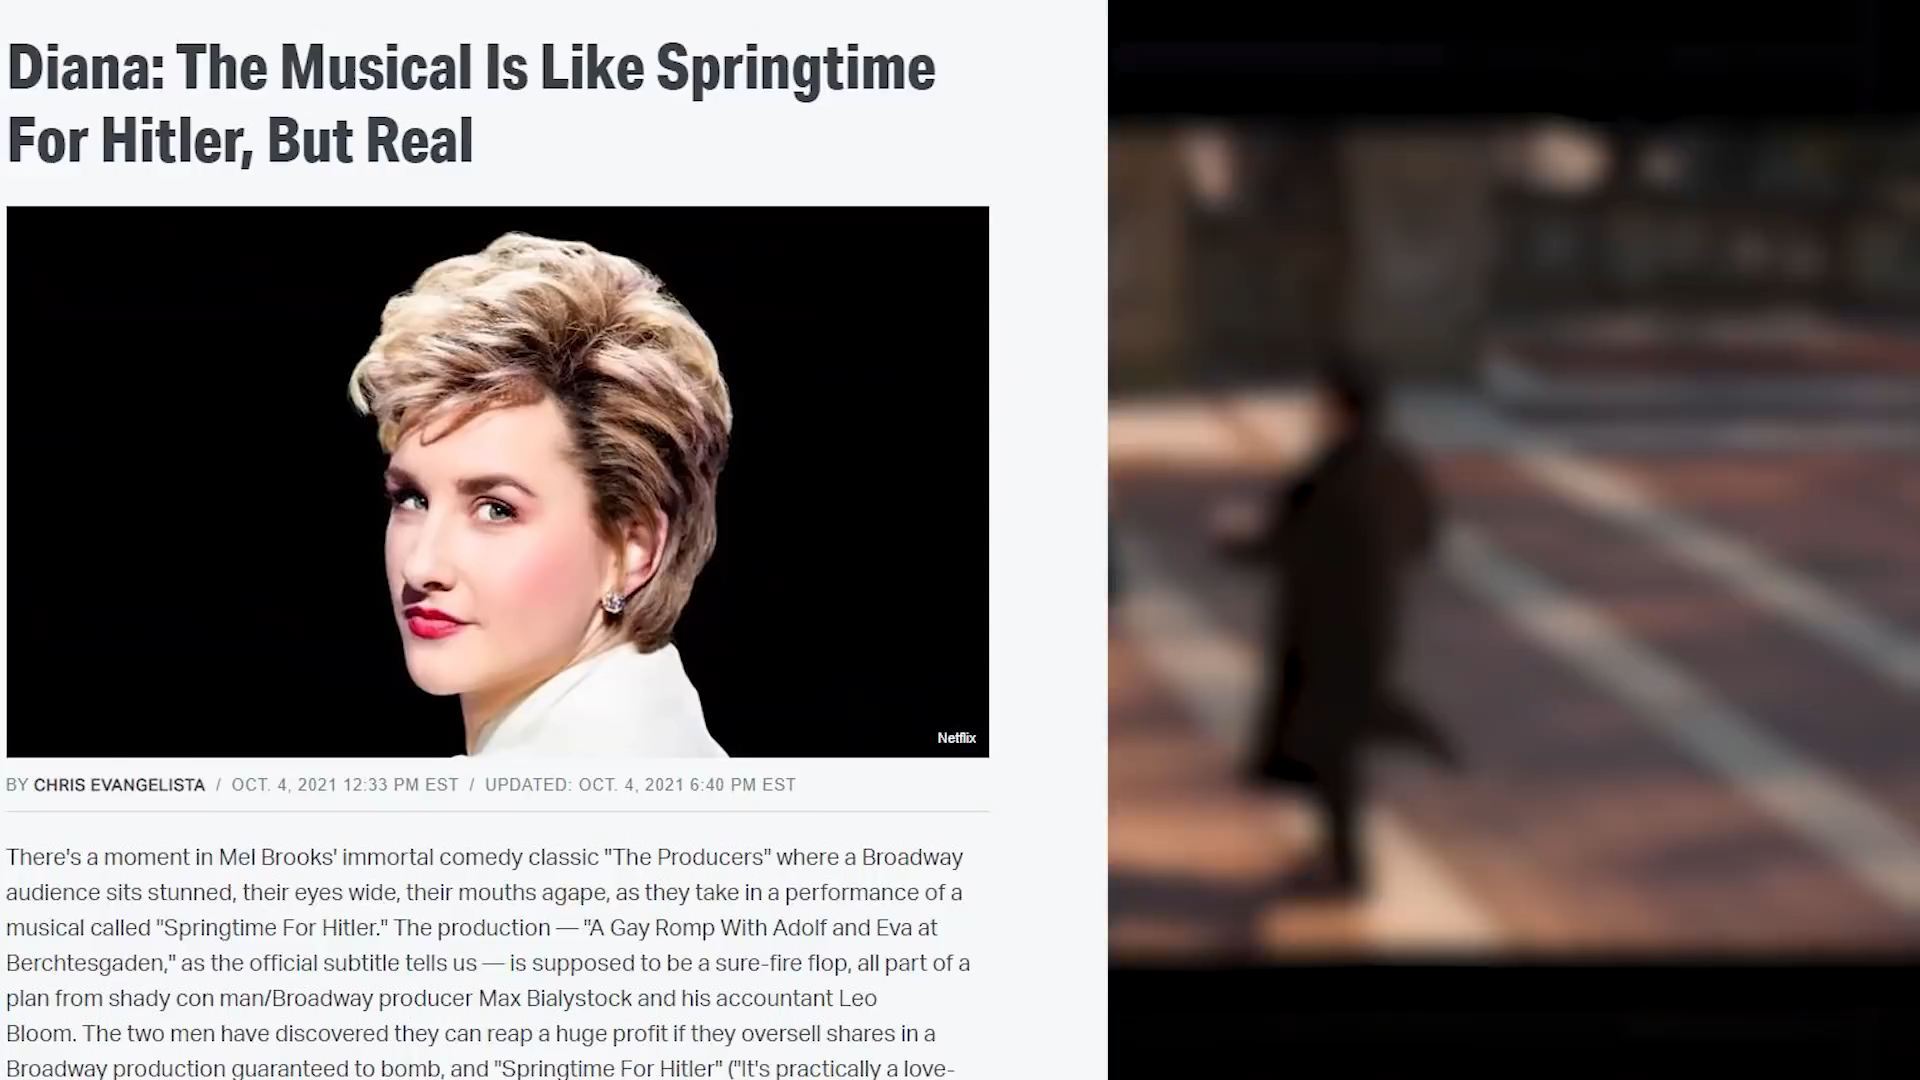 Diana: The Musical Is Like Springtime
For Hitler, But Real
Netflix
BY CHRIS EVANGELISTA / OCT. 4, 2021 12:33 PM EST / UPDATED: OCT. 4, 2021 6:40 PM EST
There's a moment in Mel Brooks' immortal comedy classic "The Producers" where a Broadway
audience sits stunned, their eyes wide, their mouths agape, as they take in a performance of a
musical called "Springtime For Hitler." The production — "A Gay Romp With Adolf and Eva at
Berchtesgaden," as the official subtitle tells us — is supposed to be a sure-fire flop, all part of a
plan from shady con man/Broadway producer Max Bialystock and his accountant Leo
Bloom. The two men have discovered they can reap a huge profit if they oversell shares in a
Broadway production guaranteed to bomb, and "Springtime For Hitler" ("It's practically a love-